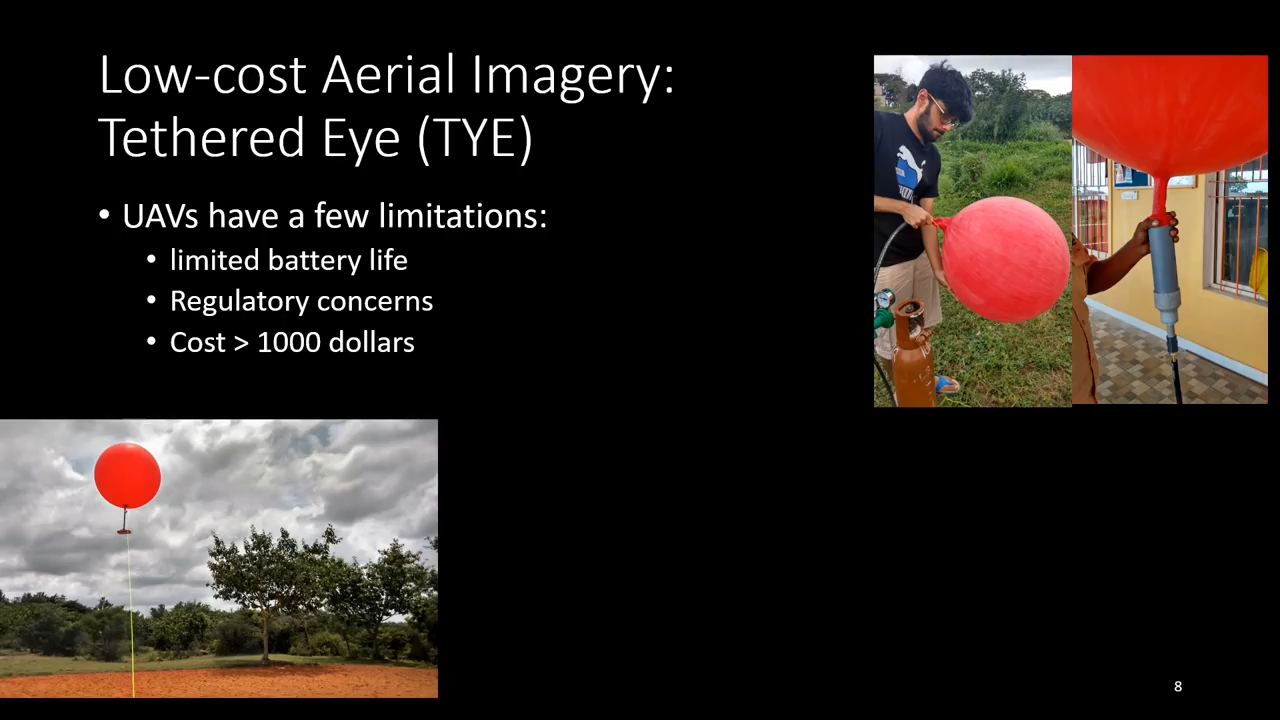 Low-cost Aerial Imagery:
Tethered Eye (TYE)
• UAVs have a few limitations:
• limited battery life
• Regulatory concerns
• Cost > 1000 dollars
8